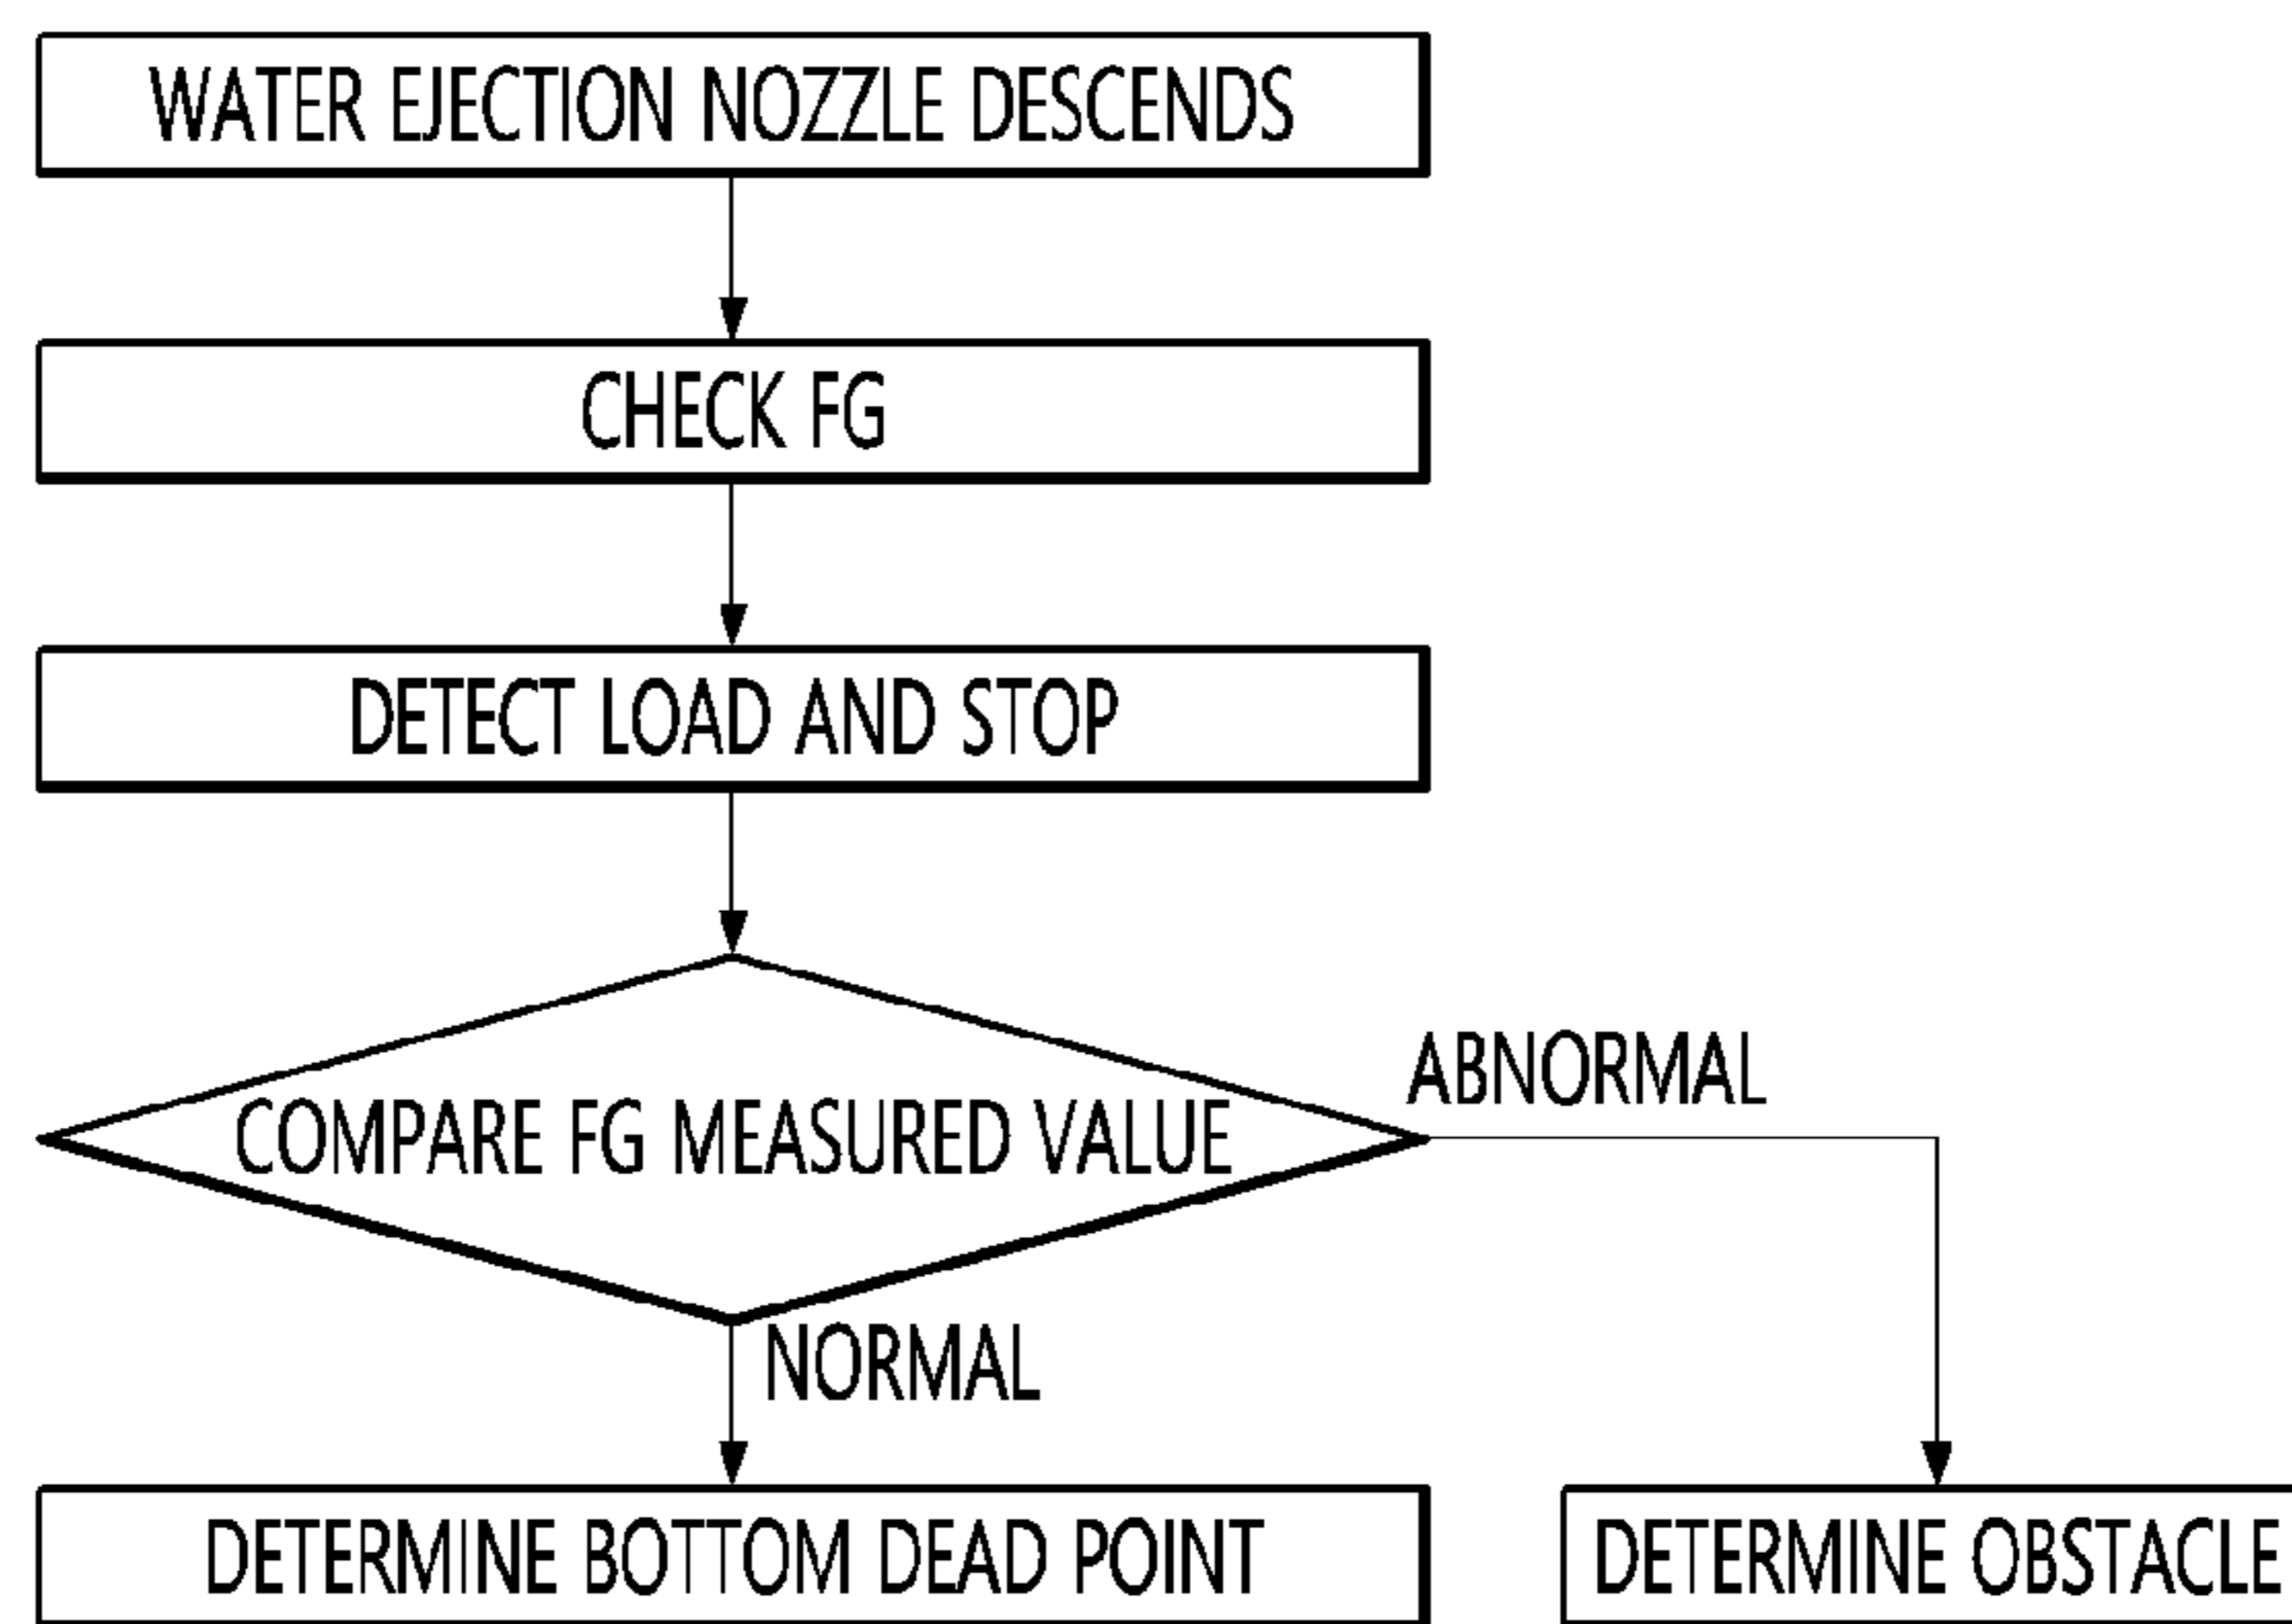 WATER EJECTION NOZZLE DESCENDS
CHECK FG
DETECT LOAD AND STOP
COMPARE FG MEASURED VALUE
ABNORMAL
NORMAL
DETERMINE BOTTOM DEAD POINT
DETERMINE OBSTACLE